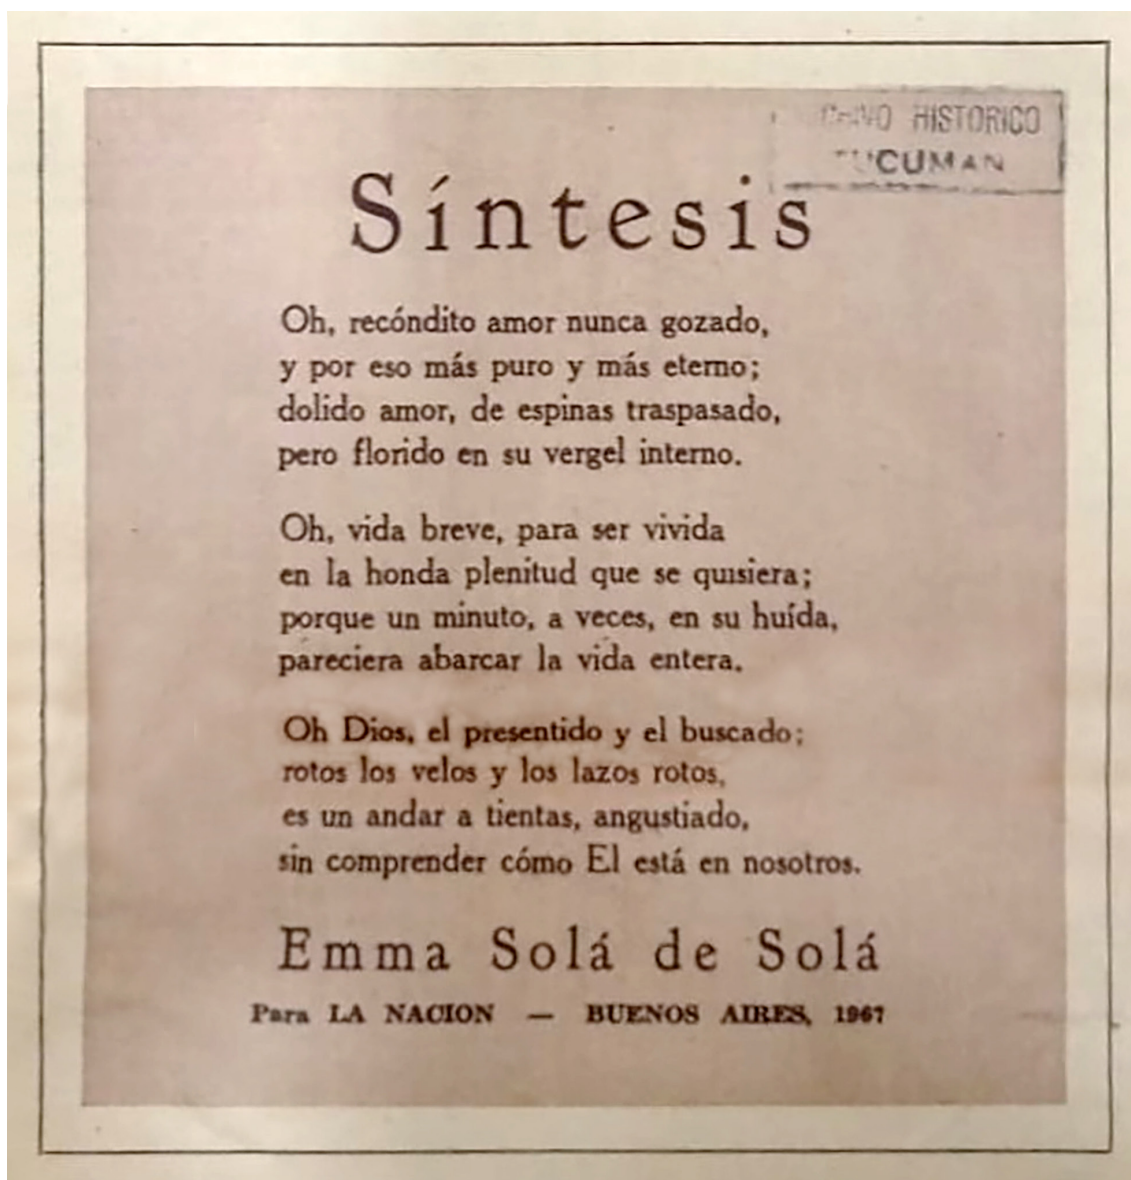 HISTORICO
Síntesis
Oh, recóndito amor nunca gozado,
y por eso más puro y más eterno;
dolido amor, de espinas traspasado,
pero florido en su vergel interno.
Oh, vida breve, para ser vivida
en la honda plenitud que se quisiera;
porque un minuto, a veces, en su huída,
pareciera abarcar la vida entera.
Oh Dios, el presentido y el buscado;
rotos los velos y los lazos rotos,
es un andar a tientas, angustiado,
sin comprender cómo El está en nosotros.
Emma Solá de Solá
Para LA NACION — BUENOS AIRES, 1967